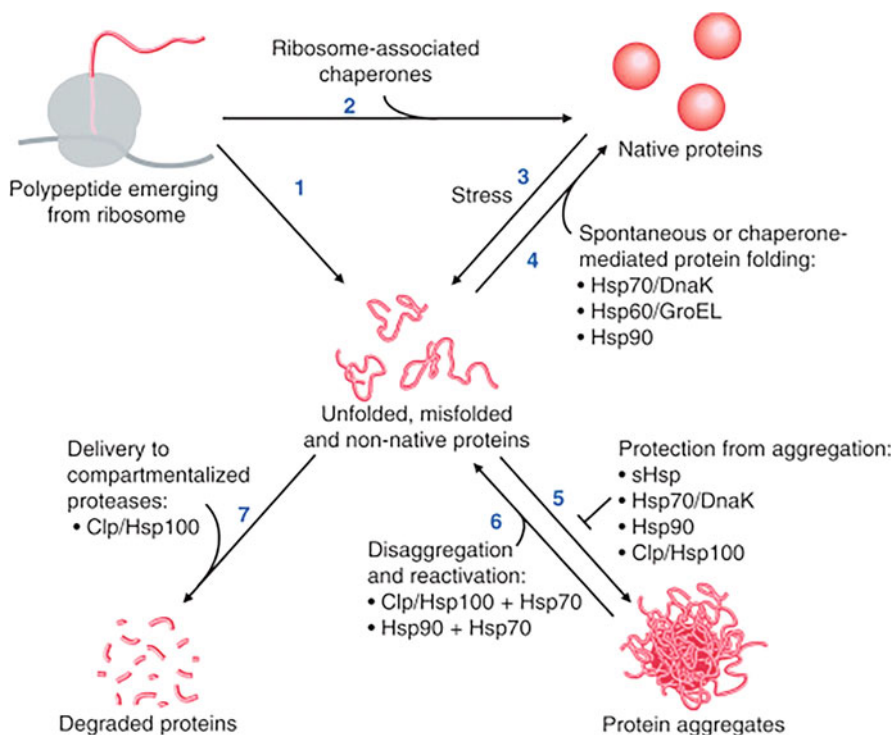 Ribosome-associated
chaperones
2
Native proteins
Polypeptide emerging
from ribosome
1
Stress
3
4
Spontaneous or chaperone-
mediated protein folding:
• Hsp70/DnaK
• Hsp60/GroEL
• Hsp90
Unfolded, misfolded
and non-native proteins
Delivery to
compartmentalized
proteases:
• Clp/Hsp100
7
5
Protection from aggregation:
• sHsp
• Hsp70/DnaK
• Hsp90
• Clp/Hsp100
6
Disaggregation
and reactivation:
• Clp/Hsp100 + Hsp70
• Hsp90 + Hsp70
Degraded proteins
Protein aggregates